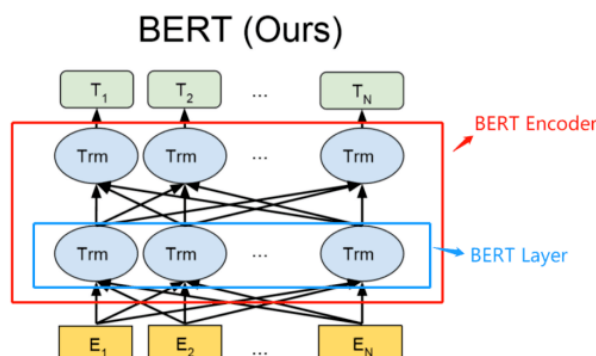 BERT (Ours)
T1 T2 ... TN
BERT Encoder
Trm Trm ... Trm
Trm Trm ... Trm
BERT Layer
E1 E2 ... EN